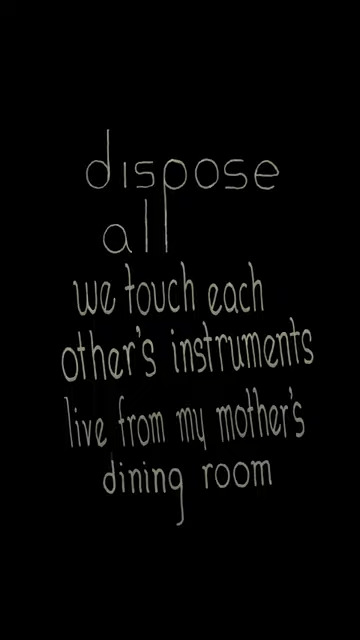 dispose
all
we touch each
other's instruments
live from my mother's
dining room